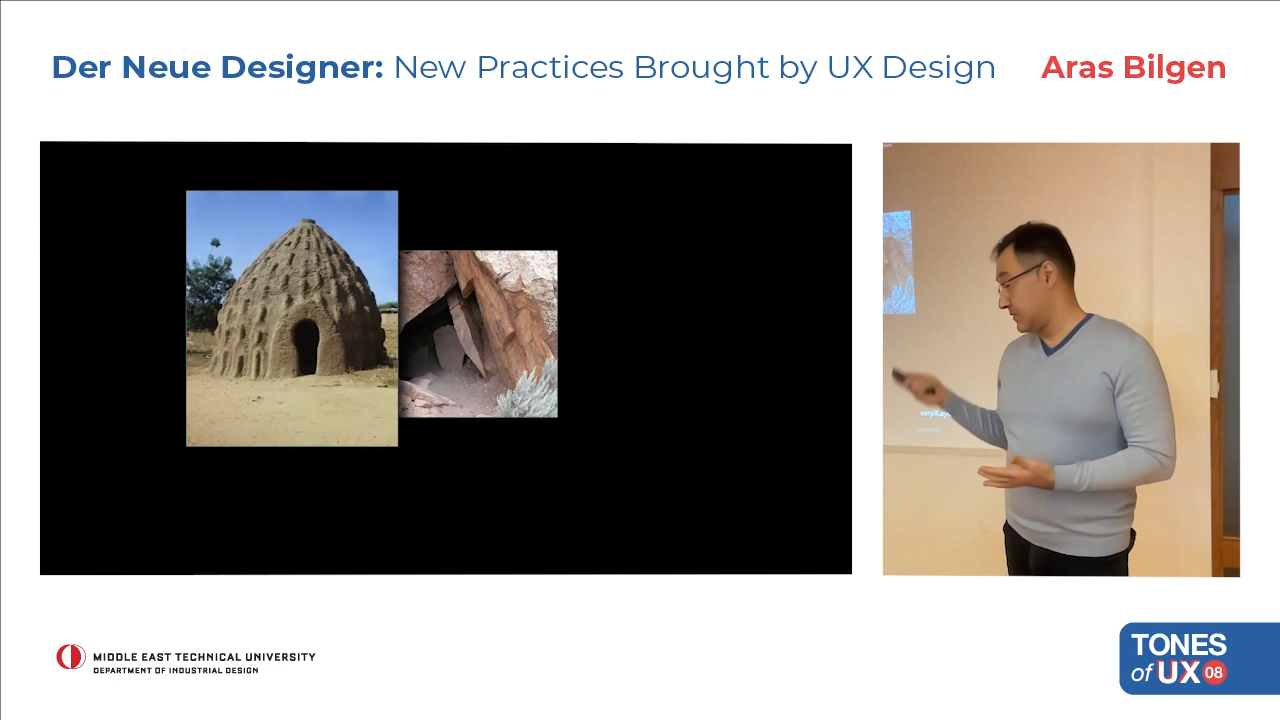 Der Neue Designer: New Practices Brought by UX Design
Aras Bilgen
MIDDLE EAST TECHNICAL UNIVERSITY
DEPARTMENT OF INDUSTRIAL DESIGN
TONES
of UX 08